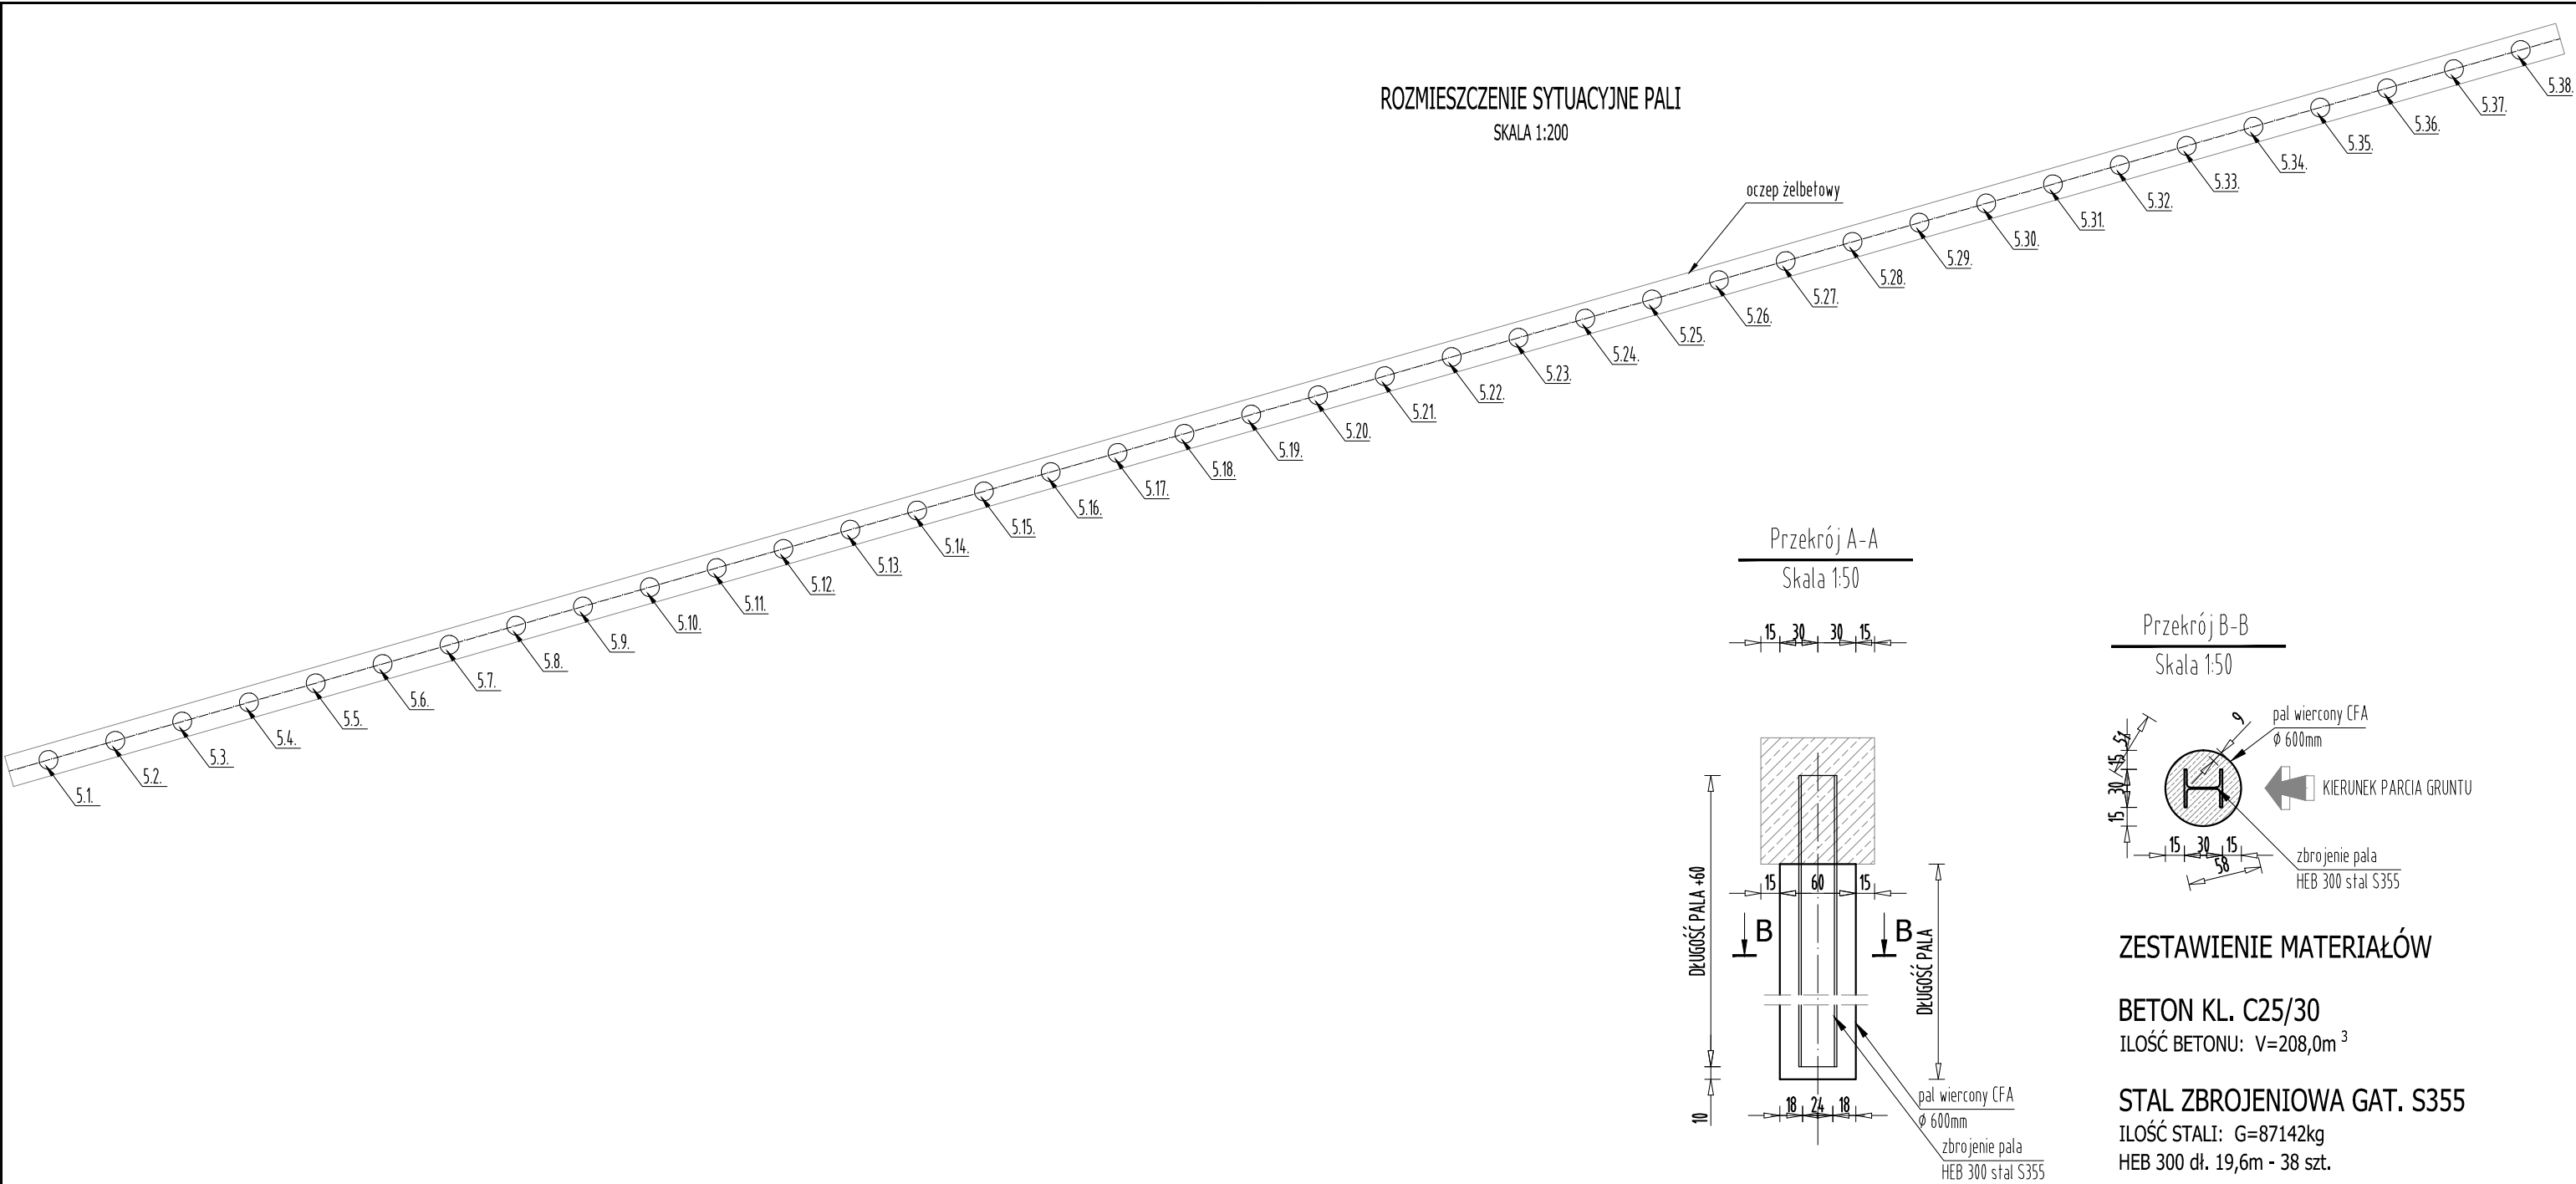 ROZMIESZCZENIE SYTUACYJNE PALI
SKALA 1:200
oczep żelbetowy
5.1.
5.2.
5.3.
5.4.
5.5.
5.6.
5.7.
5.8.
5.9.
5.10.
5.11.
5.12.
5.13.
5.14.
5.15.
5.16.
5.17.
5.18.
5.19.
5.20.
5.21.
5.22.
5.23.
5.24.
5.25.
5.26.
5.27.
5.28.
5.29.
5.30.
5.31.
5.32.
5.33.
5.34.
5.35.
5.36.
5.37.
5.38.
Przekrój A-A
Skala 1:50
15 30 30 15
DŁUGOŚĆ PALA +60
15 60 15
B B
DŁUGOŚĆ PALA
10
18 24 18
pal wiercony CFA
ϕ 600mm
zbrojenie pala
HEB 300 stal S355
Przekrój B-B
Skala 1:50
51
9
pal wiercony CFA
ϕ 600mm
15 30 15
KIERUNEK PARCIA GRUNTU
15 30 15
58
zbrojenie pala
HEB 300 stal S355
ZESTAWIENIE MATERIAŁÓW
BETON KL. C25/30
ILOŚĆ BETONU: V=208,0m ³
STAL ZBROJENIOWA GAT. S355
ILOŚĆ STALI: G=87142kg
HEB 300 dł. 19,6m - 38 szt.